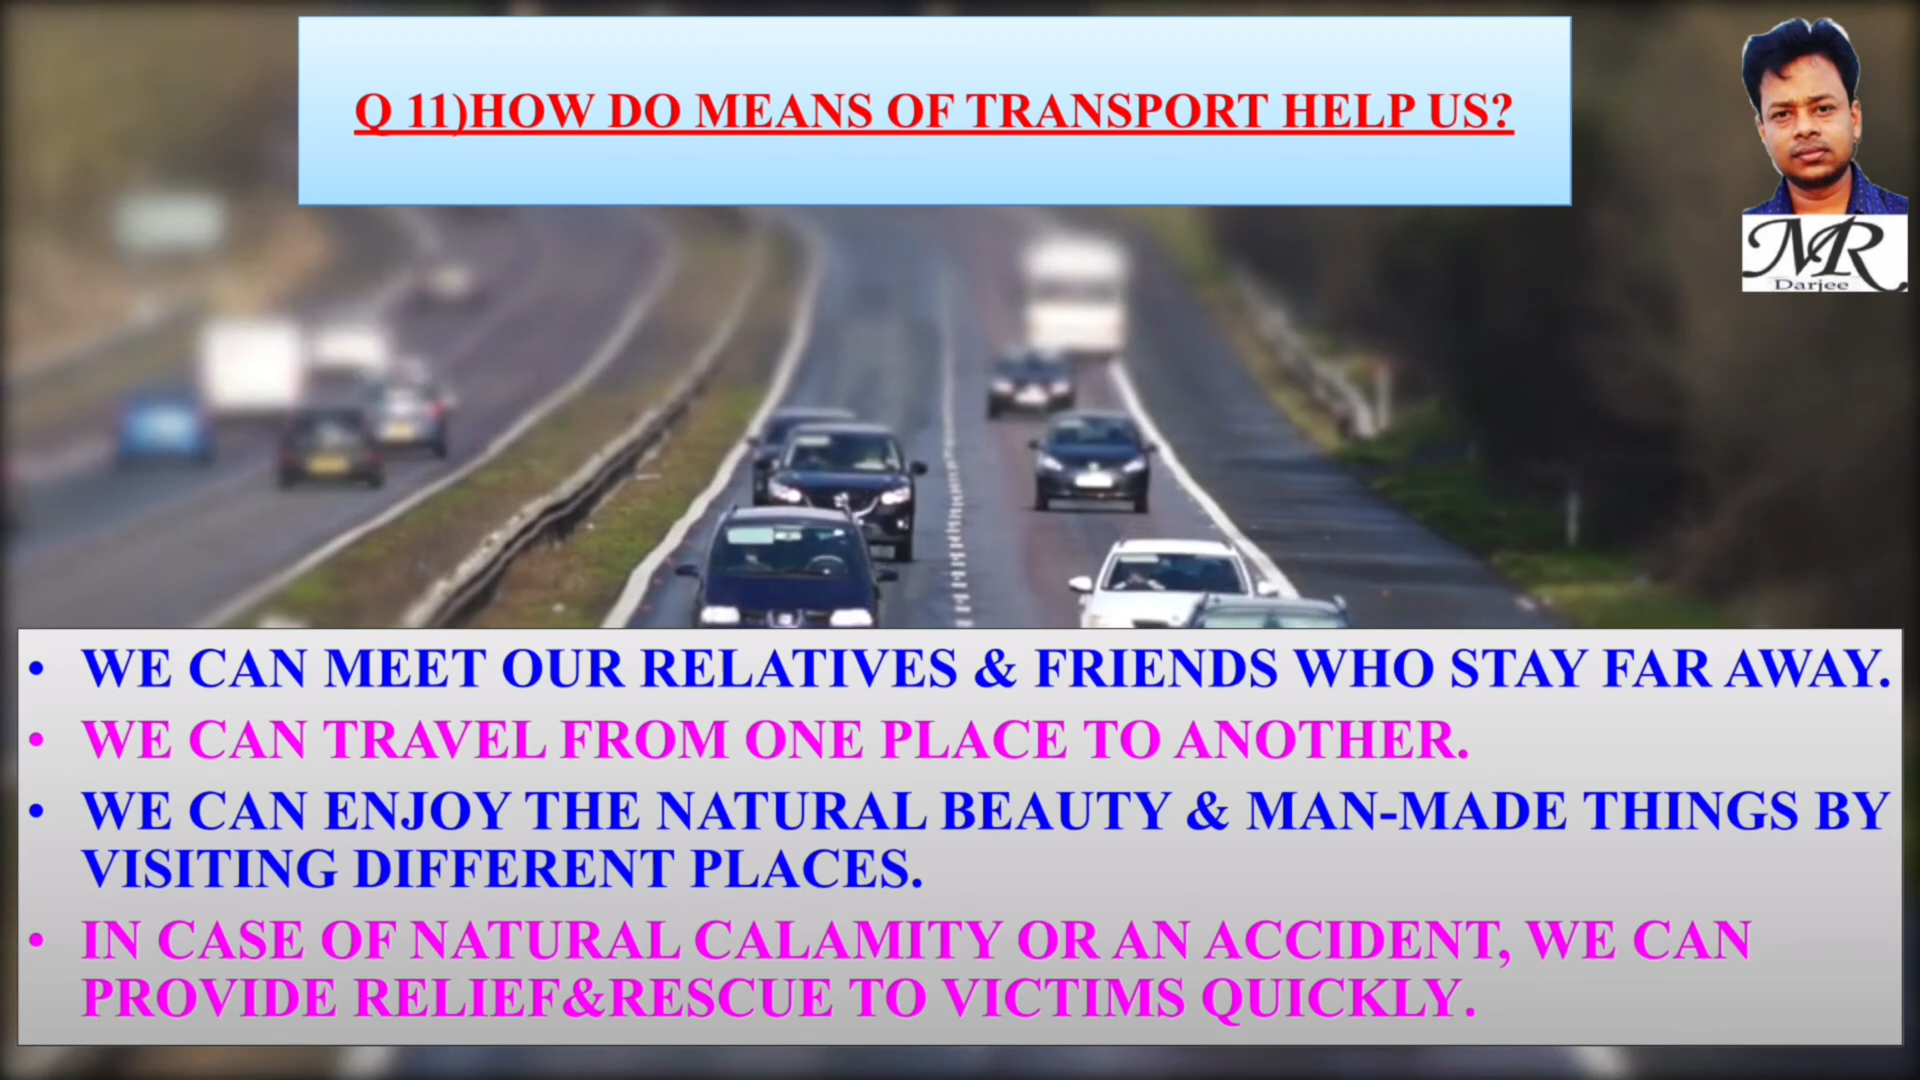 Q 11)HOW DO MEANS OF TRANSPORT HELP US?
MR
Darjee
• WE CAN MEET OUR RELATIVES & FRIENDS WHO STAY FAR AWAY.
• WE CAN TRAVEL FROM ONE PLACE TO ANOTHER.
• WE CAN ENJOY THE NATURAL BEAUTY & MAN-MADE THINGS BY
VISITING DIFFERENT PLACES.
• IN CASE OF NATURAL CALAMITY OR AN ACCIDENT, WE CAN
PROVIDE RELIEF&RESCUE TO VICTIMS QUICKLY.